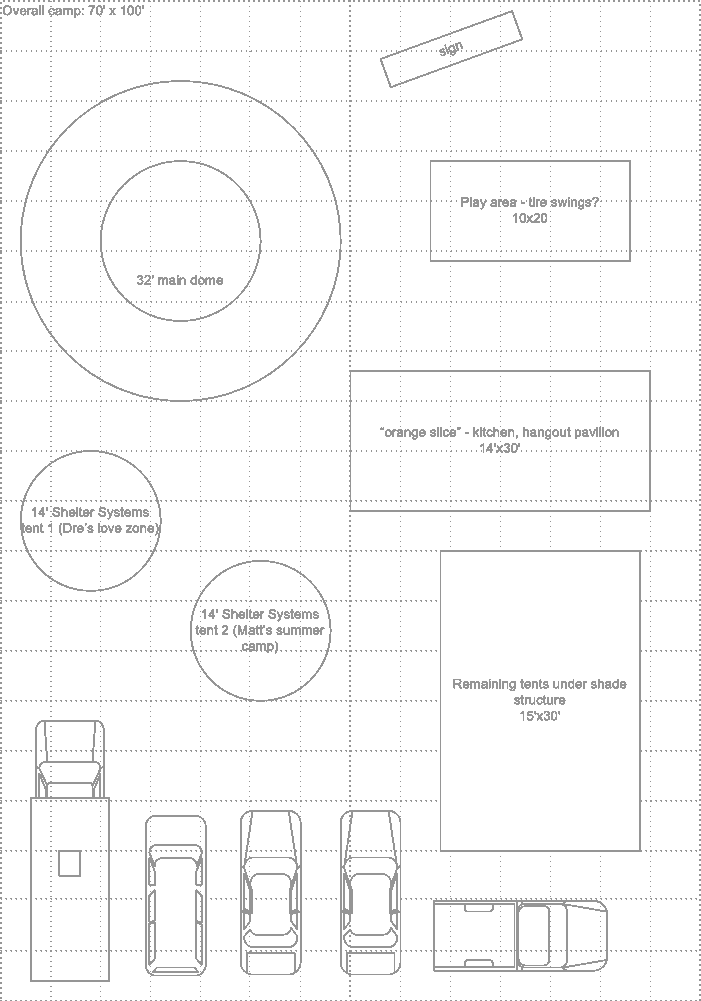 Overall camp: 70' x 100'
sign
Play area - tire swings?
10x20
32' main dome
"orange slice" - kitchen, hangout pavilion
14'x30'
14' Shelter Systems
tent 1 (Dre's love zone)
14' Shelter Systems
tent 2 (Matt's summer
camp)
Remaining tents under shade
structure
15'x30'